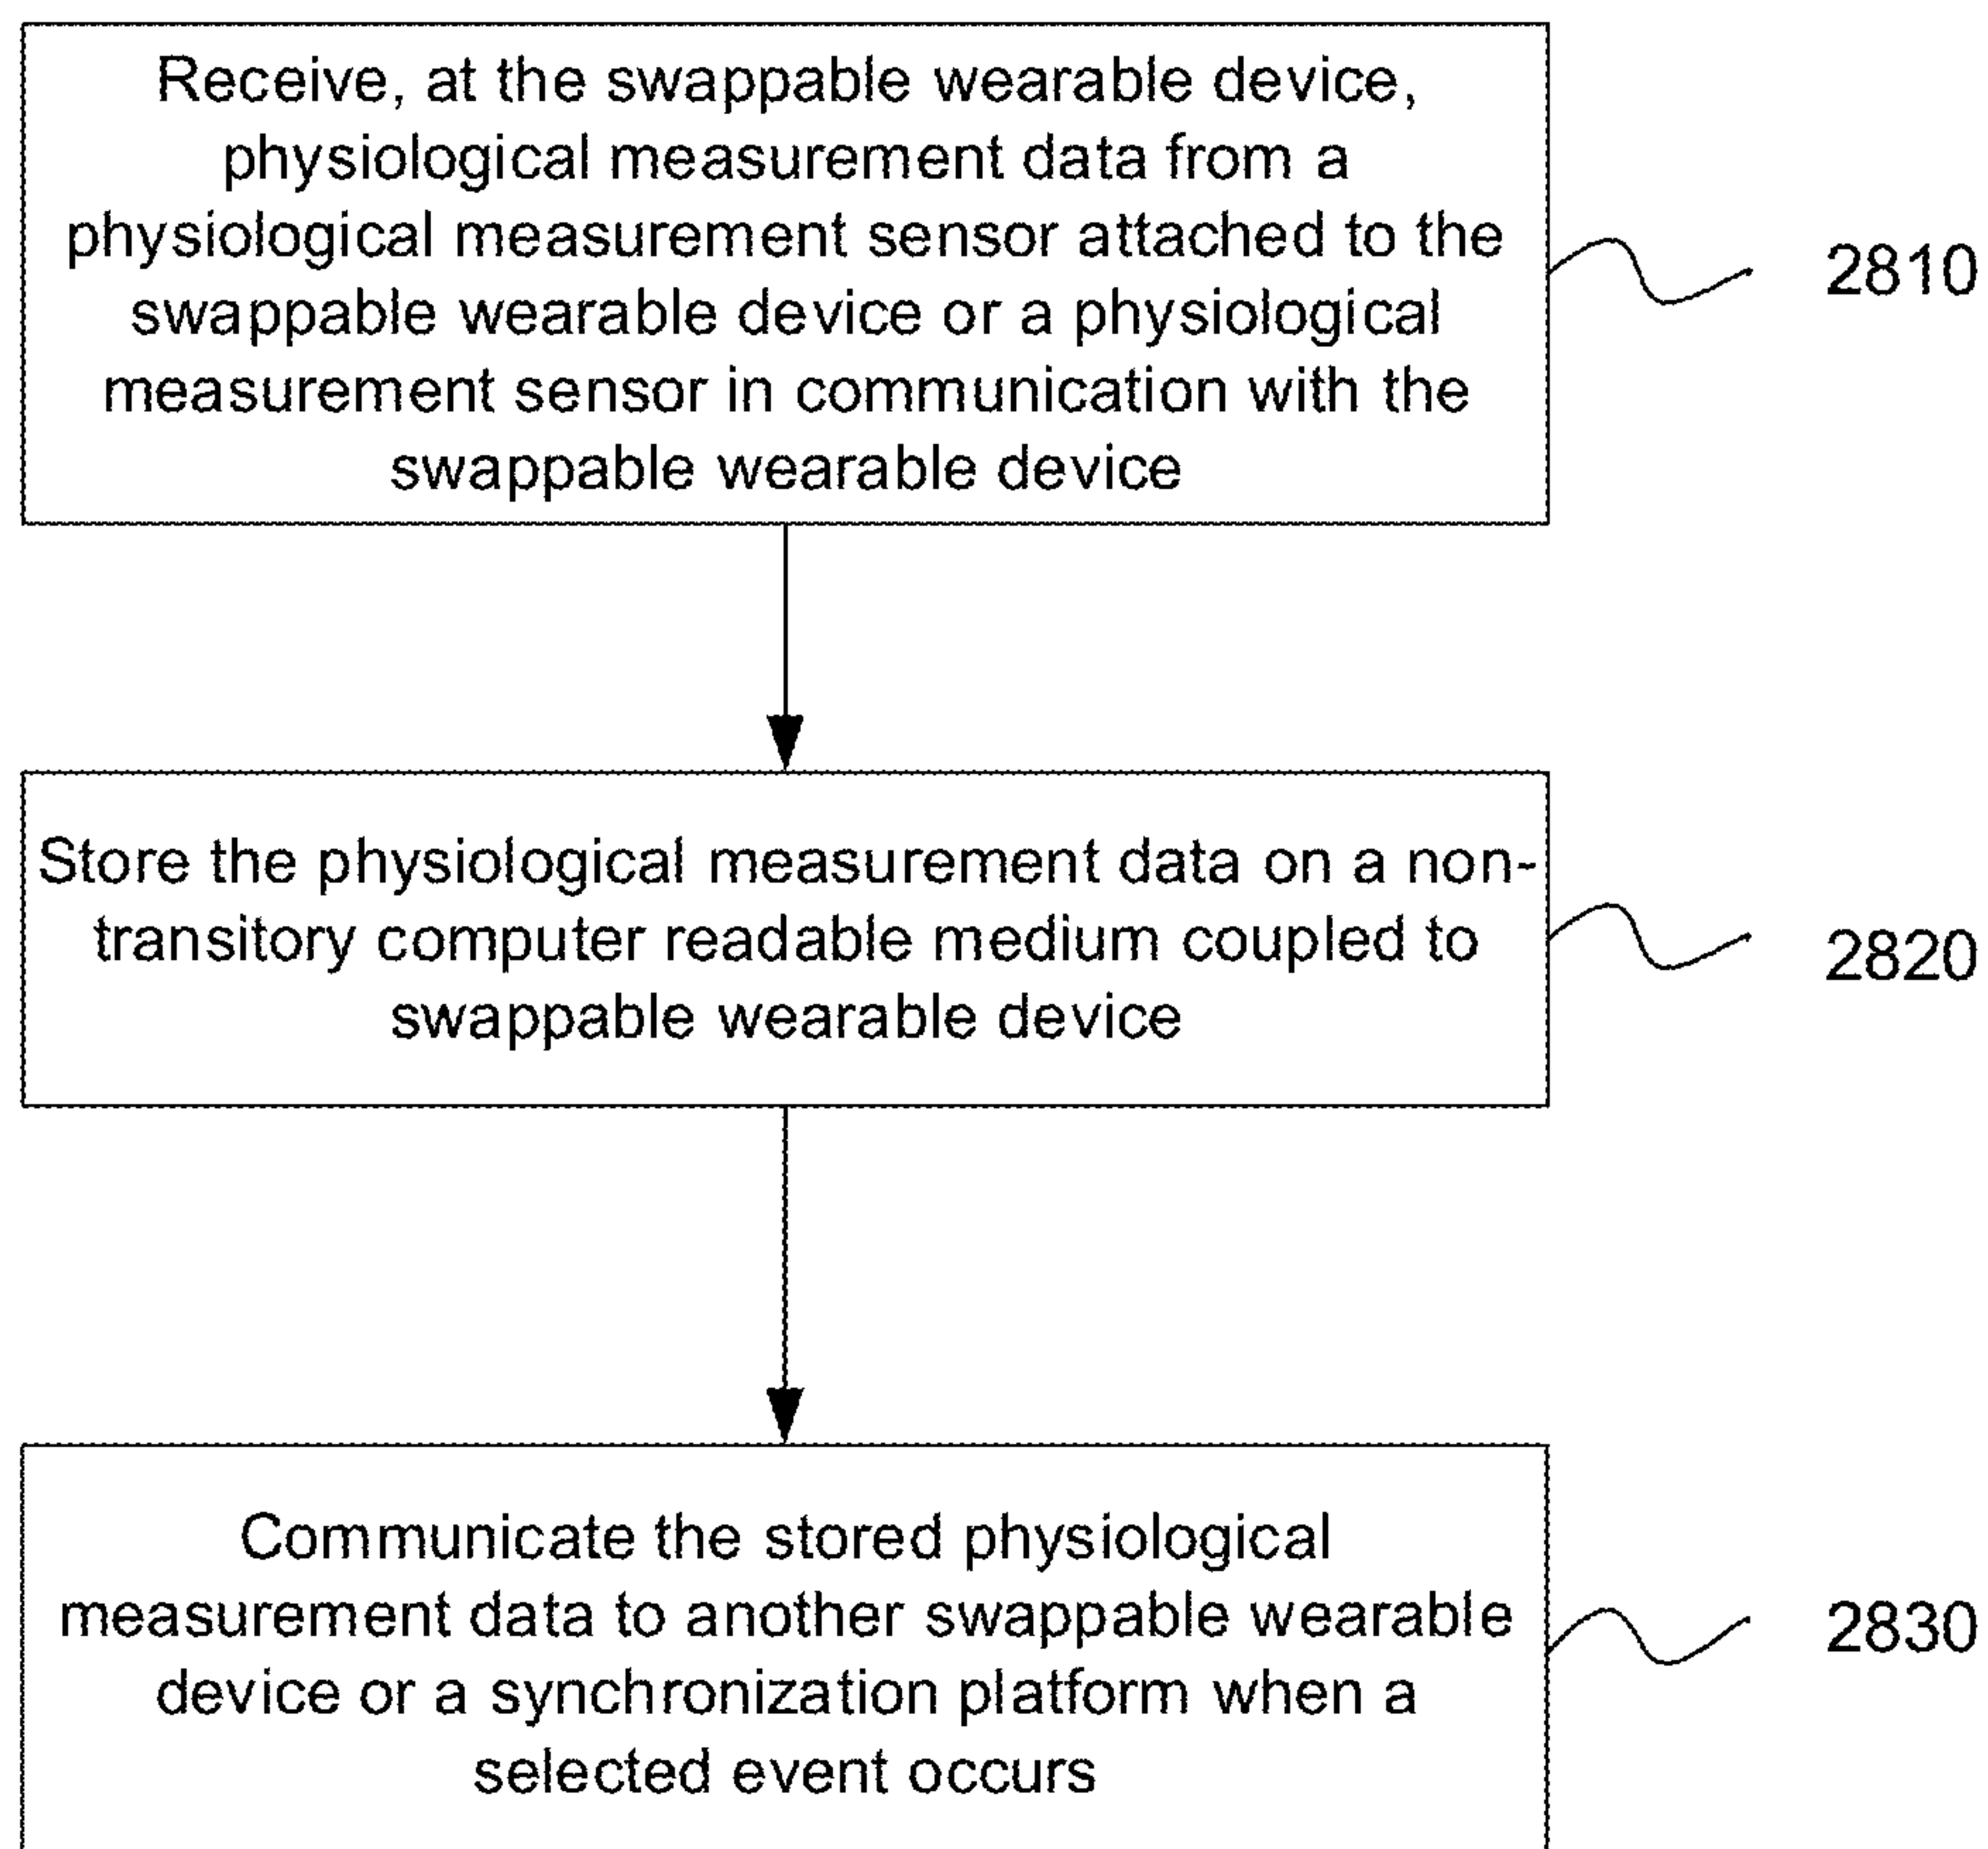 Receive, at the swappable wearable device,
physiological measurement data from a
physiological measurement sensor attached to the
swappable wearable device or a physiological
measurement sensor in communication with the
swappable wearable device
2810
Store the physiological measurement data on a non-
transitory computer readable medium coupled to
swappable wearable device
2820
Communicate the stored physiological
measurement data to another swappable wearable
device or a synchronization platform when a
selected event occurs
2830